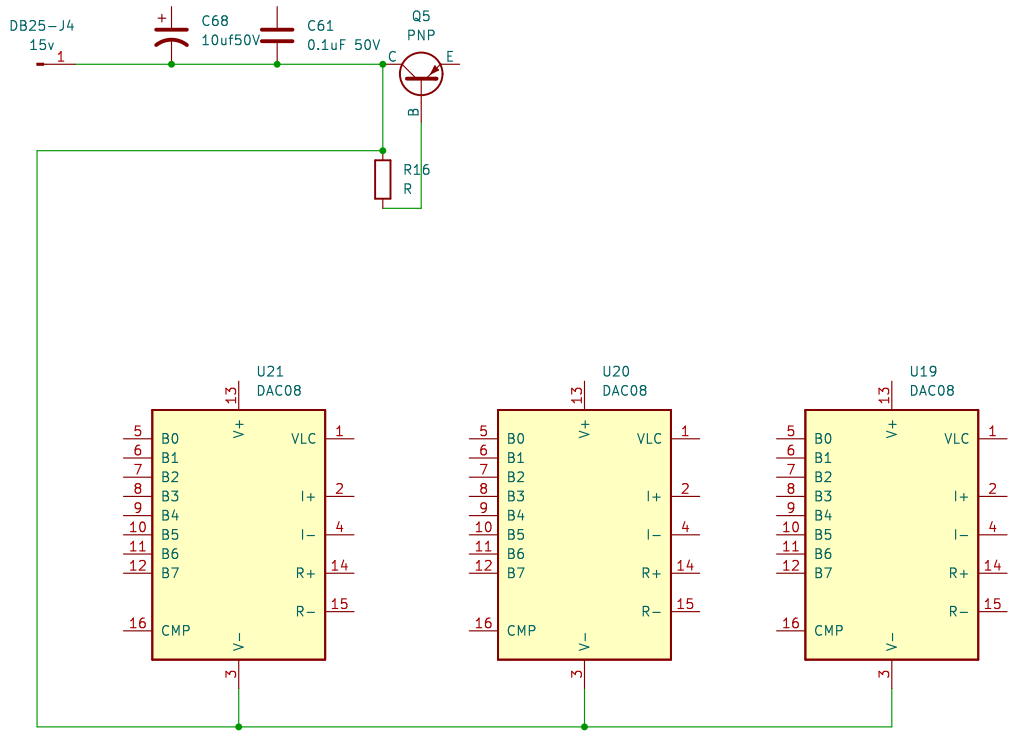 DB25-J4
15v
1
+
C68
10uf50V
C61
0.1uF 50V
Q5
PNP
C
E
B
R16
R
U21
DAC08
13
V+
5 B0
6 B1
7 B2
8 B3
9 B4
10 B5
11 B6
12 B7
16 CMP
VLC 1
I+ 2
I- 4
R+ 14
R- 15
V-
3
U20
DAC08
13
V+
5 B0
6 B1
7 B2
8 B3
9 B4
10 B5
11 B6
12 B7
16 CMP
VLC 1
I+ 2
I- 4
R+ 14
R- 15
V-
3
U19
DAC08
13
V+
5 B0
6 B1
7 B2
8 B3
9 B4
10 B5
11 B6
12 B7
16 CMP
VLC 1
I+ 2
I- 4
R+ 14
R- 15
V-
3